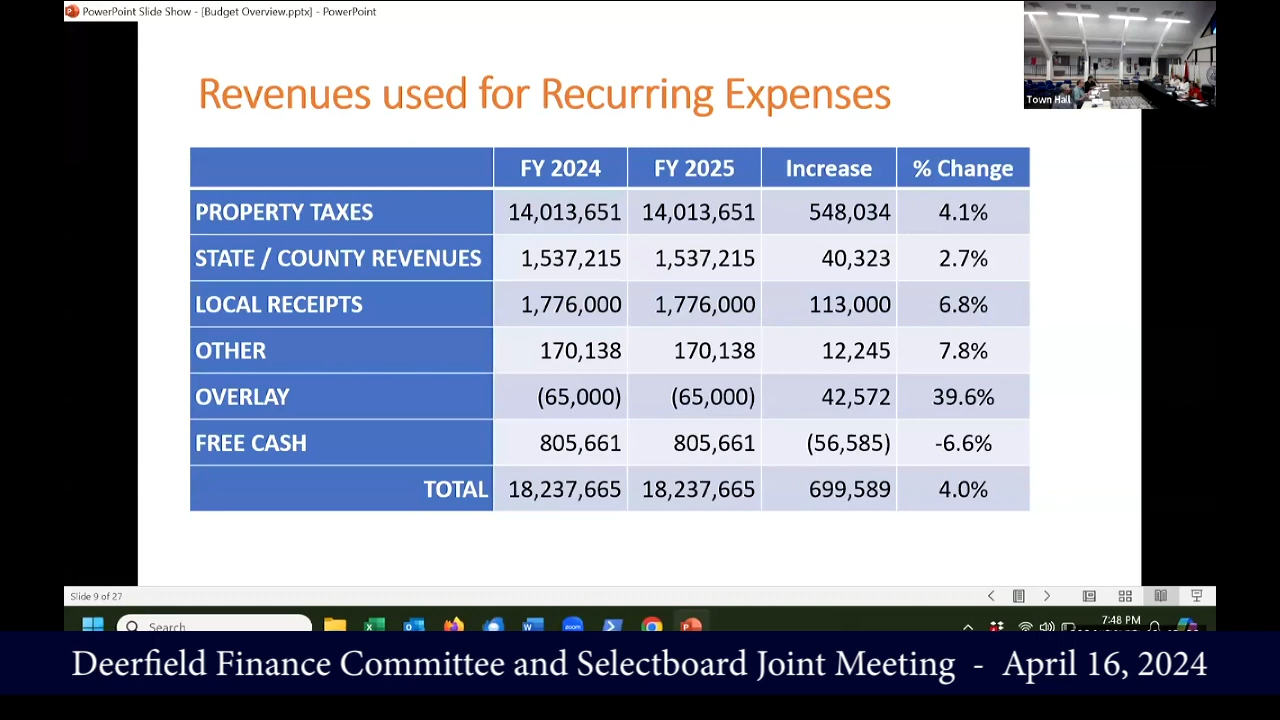 PowerPoint Slide Show - [Budget Overview.pptx] - PowerPoint
Town Hall
Revenues used for Recurring Expenses
FY 2024 FY 2025 Increase % Change
PROPERTY TAXES 14,013,651 14,013,651 548,034 4.1%
STATE / COUNTY REVENUES 1,537,215 1,537,215 40,323 2.7%
LOCAL RECEIPTS 1,776,000 1,776,000 113,000 6.8%
OTHER 170,138 170,138 12,245 7.8%
OVERLAY (65,000) (65,000) 42,572 39.6%
FREE CASH 805,661 805,661 (56,585) -6.6%
TOTAL 18,237,665 18,237,665 699,589 4.0%
Slide 9 of 27
Search
7:48 PM
Deerfield Finance Committee and Selectboard Joint Meeting - April 16, 2024